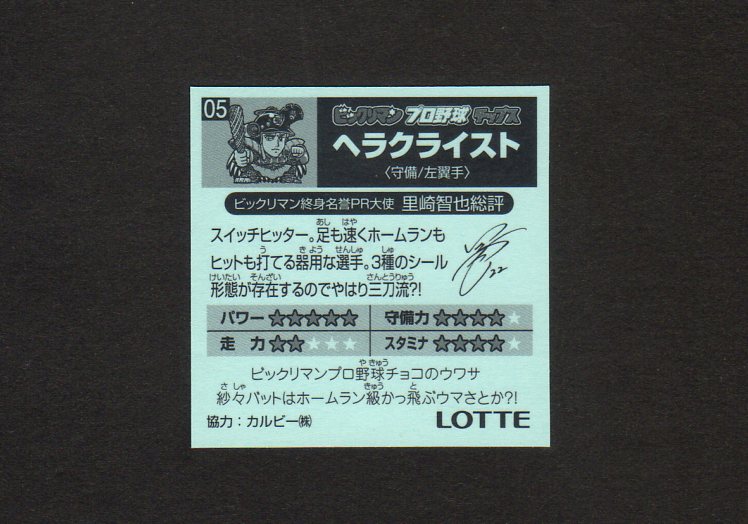 05
ビックリマン プロ野球 チップス
ヘラクライスト
〈守備/左翼手〉
ビックリマン終身名誉PR大使 里崎智也総評
スイッチヒッター。足も速くホームランも
ヒットも打てる器用な選手。3種のシール
形態が存在するのでやはり三刀流?!
22
パワー ★★★★★ 守備力 ★★★★★
走力 ★★★★★ スタミナ ★★★★★
ビックリマンプロ野球チョコのウワサ
紗々バットはホームラン級かっ飛ぶウマさとか?!
協力:カルビー㈱ LOTTE